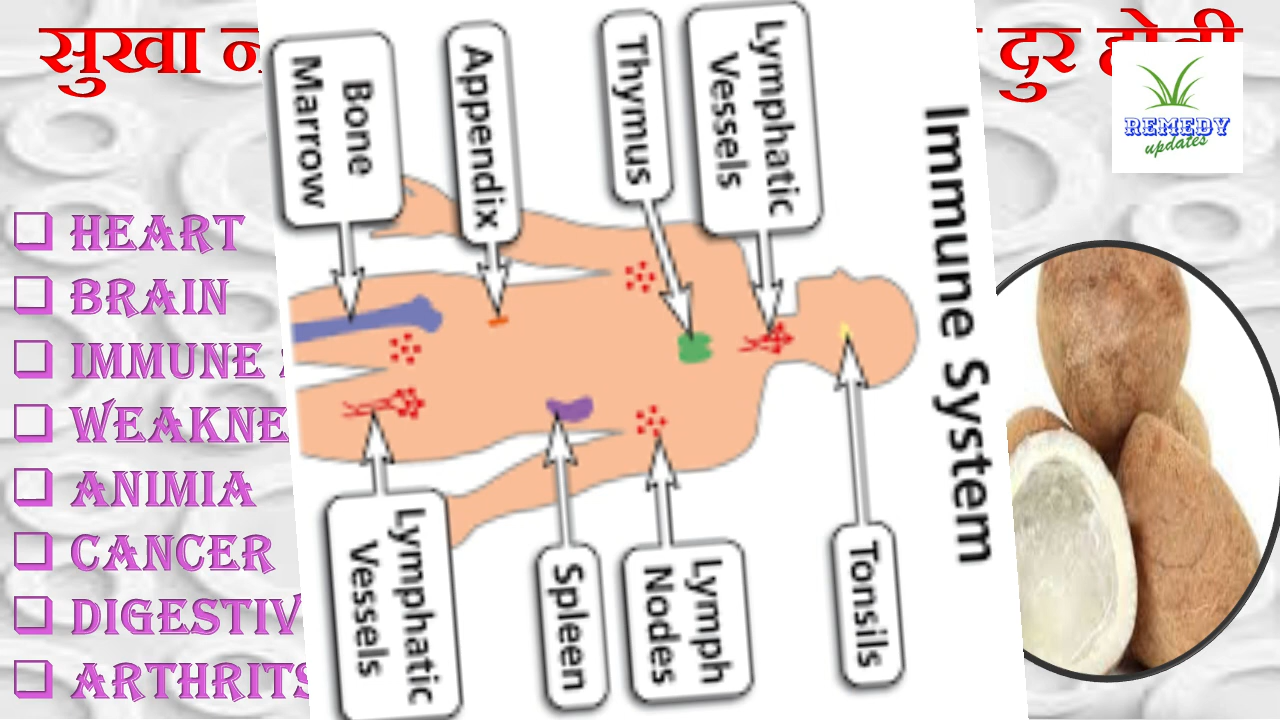 सुखा
दुर
REMEDY
updates
HEART
BRAIN
IMMUNE
WEAKNE
ANIMIA
CANCER
DIGESTIV
ARTHRITS
Immune System
Lymphatic
Vessels
Thymus
Appendix
Bone
Marrow
Tonsils
Lymph
Nodes
Spleen
Lymphatic
Vessels